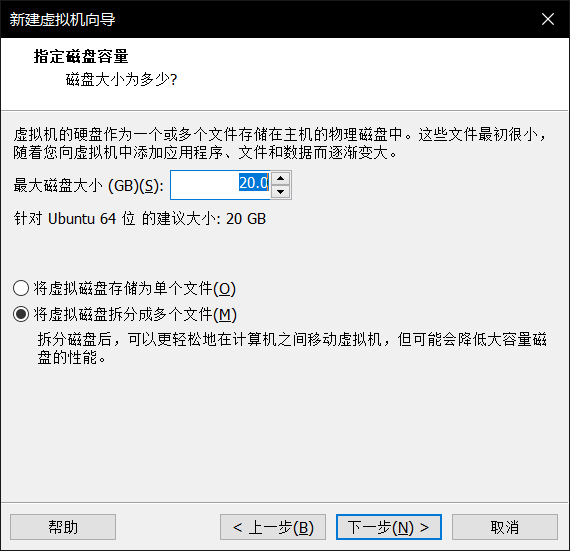 新建虚拟机向导
指定磁盘容量
磁盘大小为多少?
虚拟机的硬盘作为一个或多个文件存储在主机的物理磁盘中。这些文件最初很小，
随着您向虚拟机中添加应用程序、文件和数据而逐渐变大。
最大磁盘大小 (GB)(S): 20.0
针对 Ubuntu 64 位 的建议大小: 20 GB
将虚拟磁盘存储为单个文件(O)
将虚拟磁盘拆分成多个文件(M)
拆分磁盘后，可以更轻松地在计算机之间移动虚拟机，但可能会降低大容量磁
盘的性能。
帮助 < 上一步(B) 下一步(N) > 取消